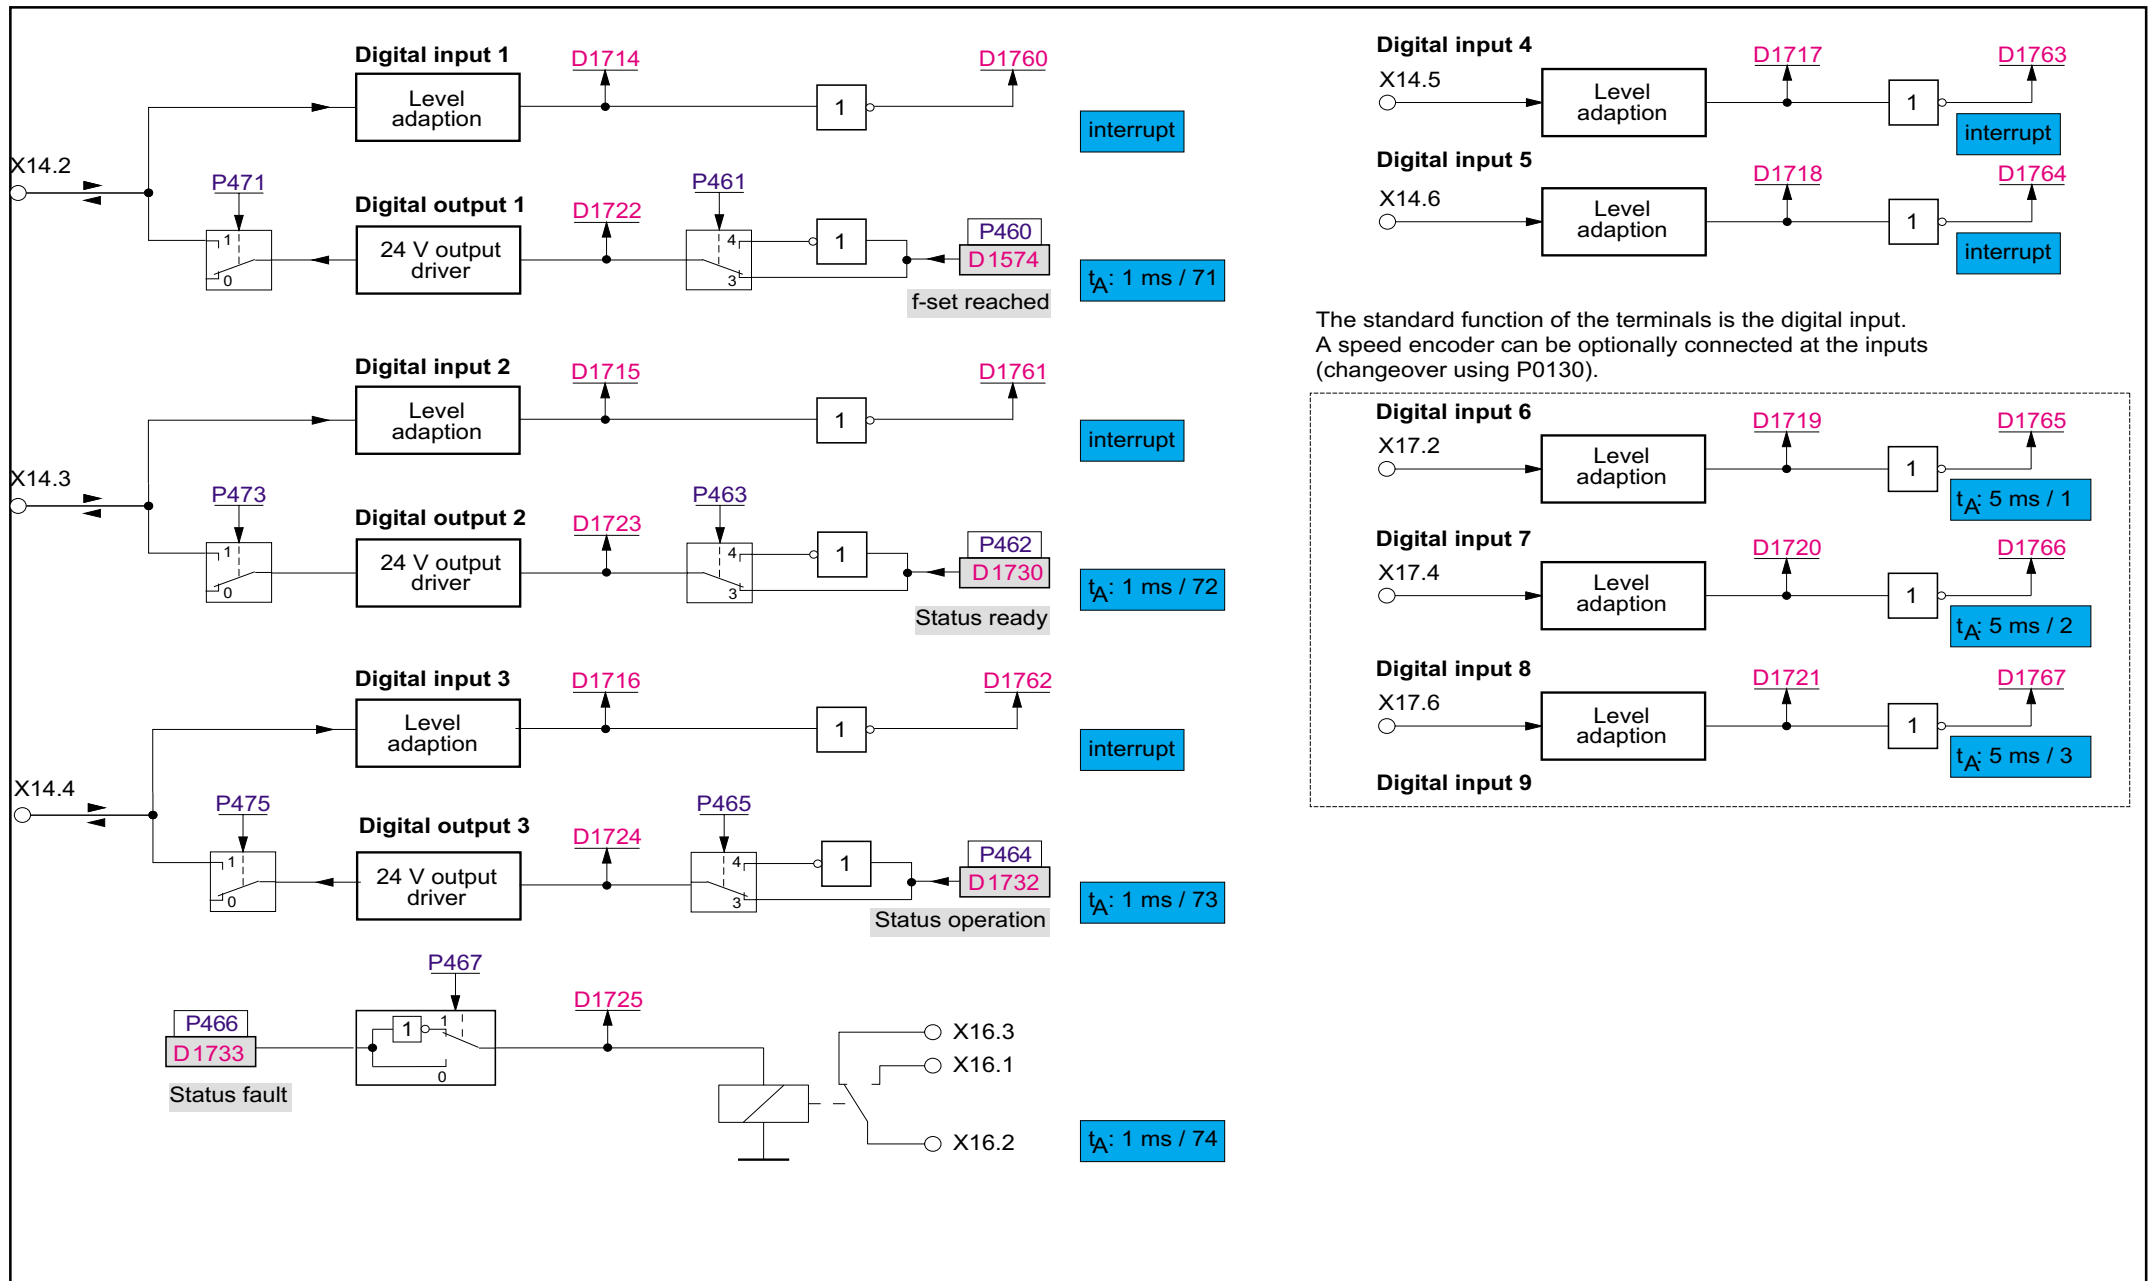 Digital input 1
D1714
D1760
Level
adaption
1
interrupt
X14.2
P471
Digital output 1
D1722
P461
1
0
24 V output
driver
4
3
1
P460
D1574
f-set reached
tA: 1 ms / 71
Digital input 2
D1715
D1761
Level
adaption
1
interrupt
X14.3
P473
Digital output 2
D1723
P463
1
0
24 V output
driver
4
3
1
P462
D1730
Status ready
tA: 1 ms / 72
Digital input 3
D1716
D1762
Level
adaption
1
interrupt
X14.4
P475
Digital output 3
D1724
P465
1
0
24 V output
driver
4
3
1
P464
D1732
Status operation
tA: 1 ms / 73
P467
D1725
P466
D1733
Status fault
1
1
0
X16.3
X16.1
X16.2
tA: 1 ms / 74
Digital input 4
X14.5
Level
adaption
D1717
1
D1763
interrupt
Digital input 5
X14.6
Level
adaption
D1718
1
D1764
interrupt
The standard function of the terminals is the digital input.
A speed encoder can be optionally connected at the inputs
(changeover using P0130).
Digital input 6
X17.2
Level
adaption
D1719
1
D1765
tA: 5 ms / 1
Digital input 7
X17.4
Level
adaption
D1720
1
D1766
tA: 5 ms / 2
Digital input 8
X17.6
Level
adaption
D1721
1
D1767
tA: 5 ms / 3
Digital input 9